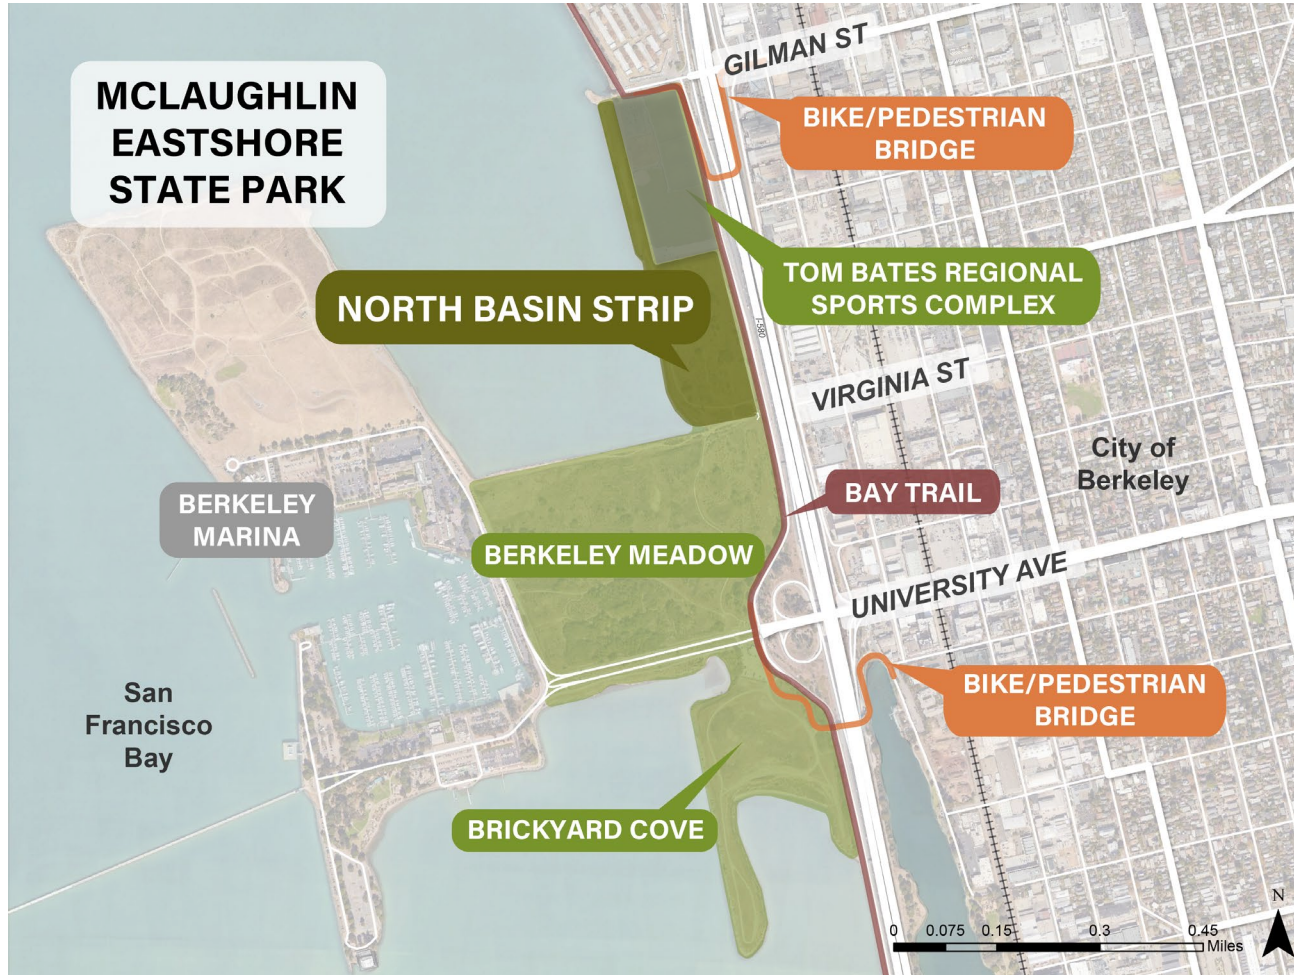 MCLAUGHLIN
EASTSHORE
STATE PARK
GILMAN ST
BIKE/PEDESTRIAN
BRIDGE
TOM BATES REGIONAL
SPORTS COMPLEX
NORTH BASIN STRIP
I-580
VIRGINIA ST
City of
Berkeley
BAY TRAIL
BERKELEY
MARINA
BERKELEY MEADOW
UNIVERSITY AVE
BIKE/PEDESTRIAN
BRIDGE
San
Francisco
Bay
BRICKYARD COVE
N
0 0.075 0.15 0.3 0.45
Miles